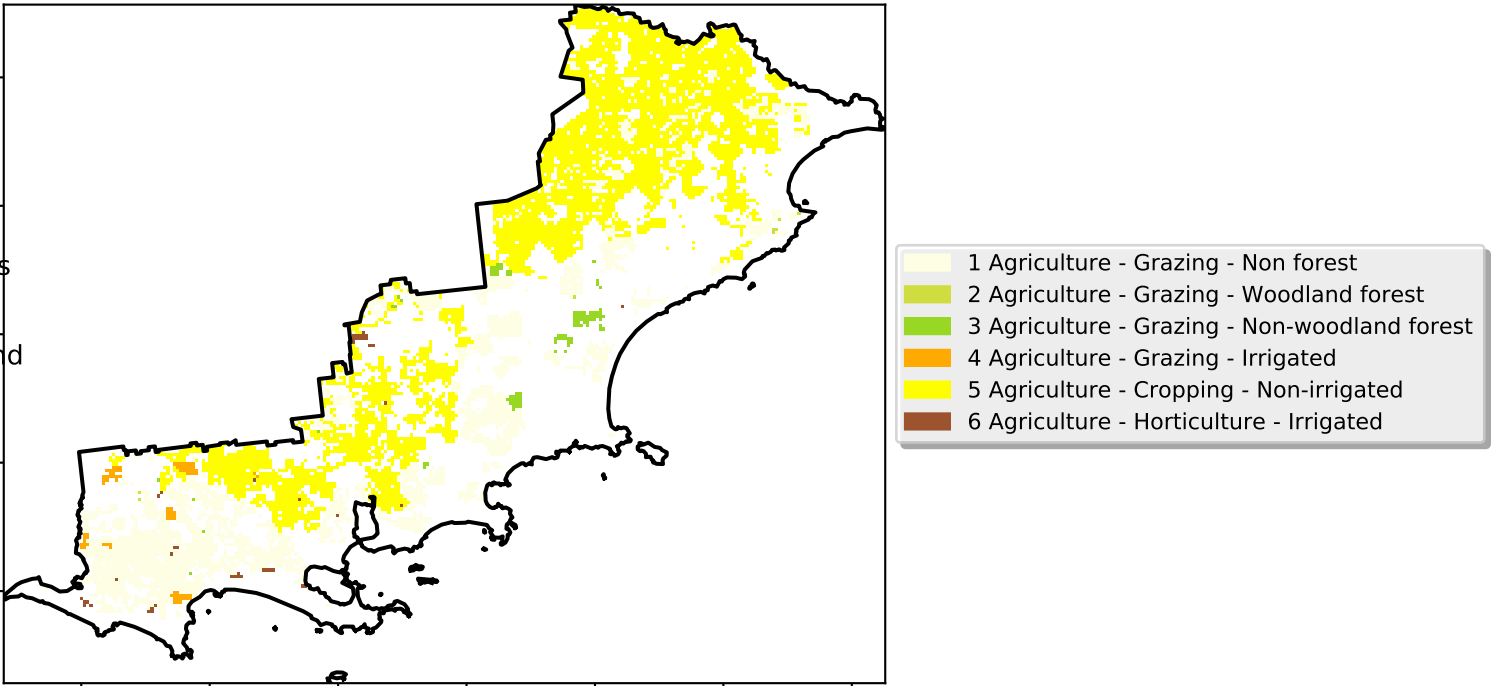 1 Agriculture - Grazing - Non forest
2 Agriculture - Grazing - Woodland forest
3 Agriculture - Grazing - Non-woodland forest
4 Agriculture - Grazing - Irrigated
5 Agriculture - Cropping - Non-irrigated
6 Agriculture - Horticulture - Irrigated